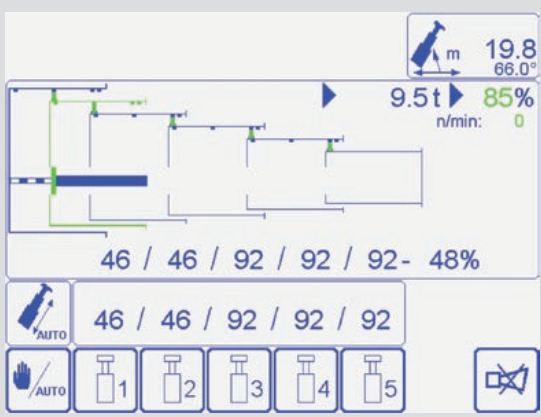 m 19.8
66.0°
9.5t 85%
n/min: 0
46 / 46 / 92 / 92 / 92- 48%
AUTO 46 / 46 / 92 / 92 / 92
/AUTO 1 2 3 4 5